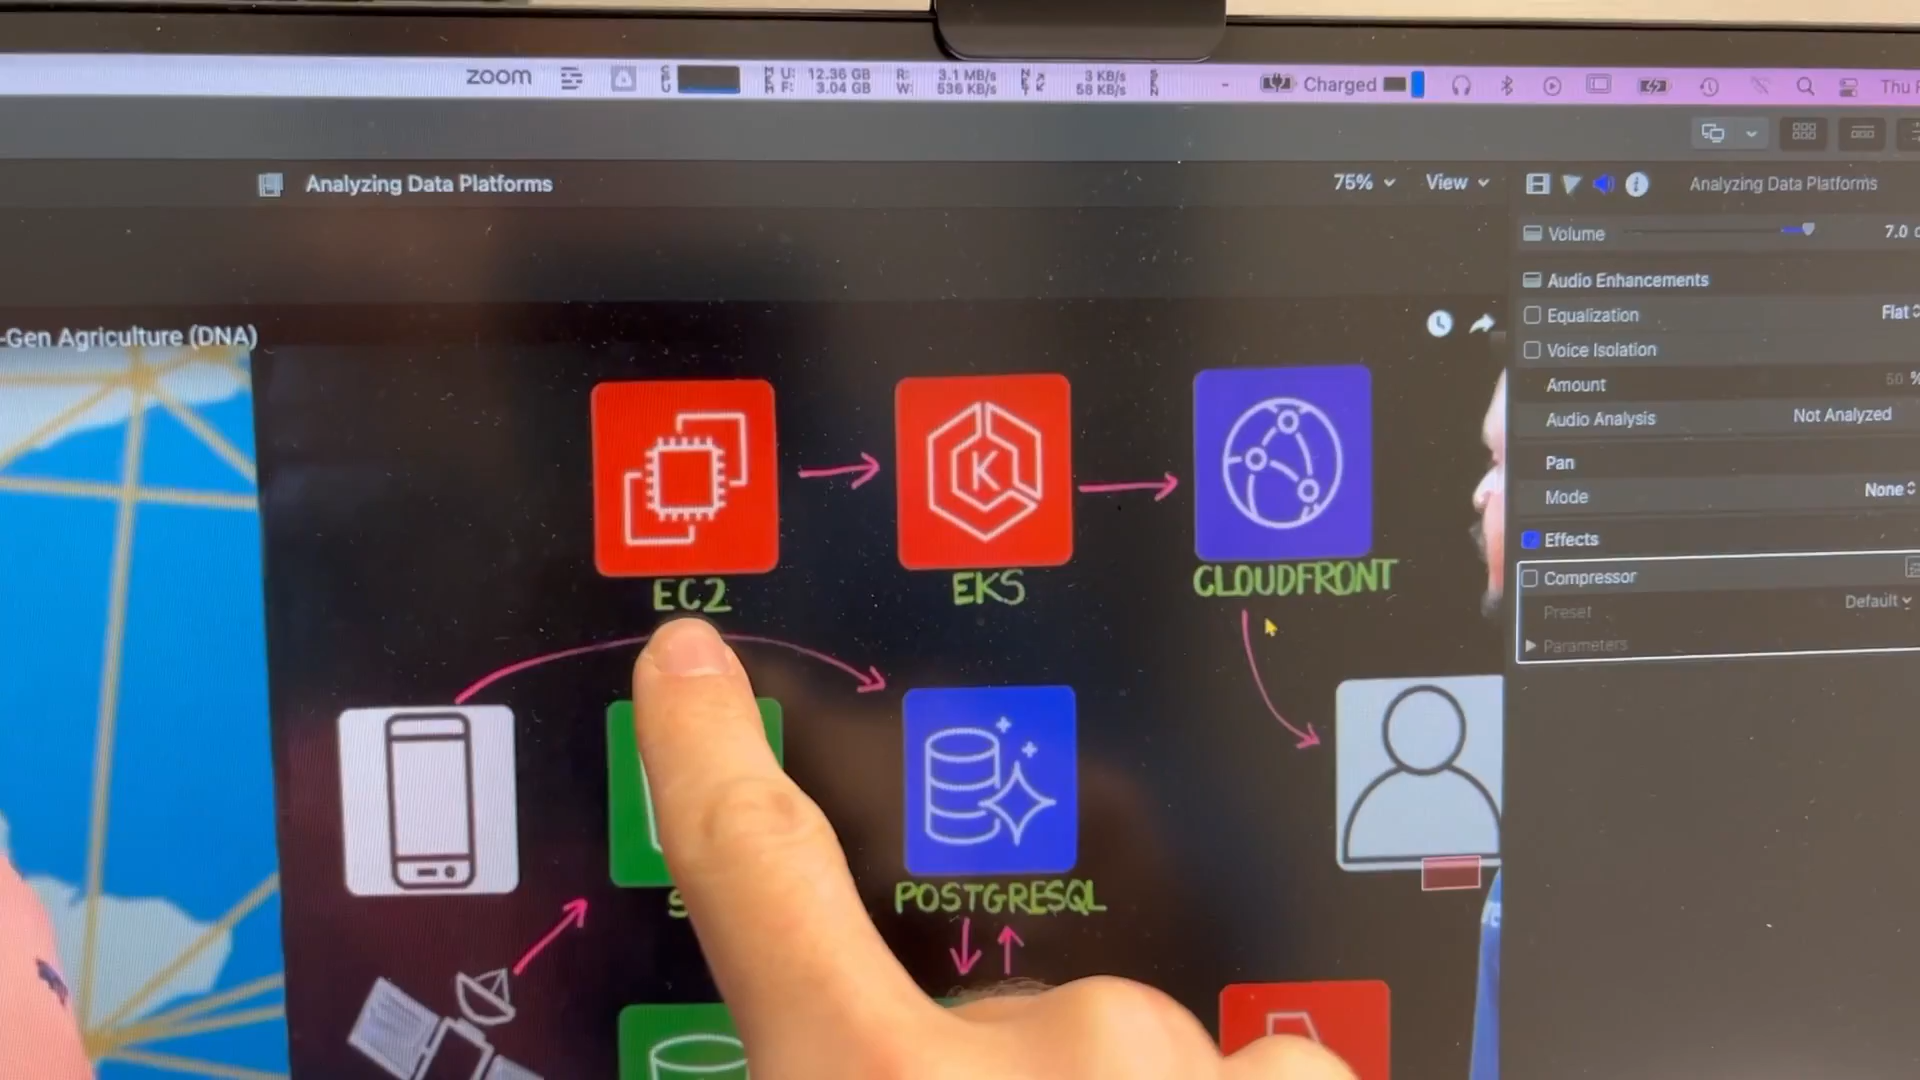 zoom
U: 12.36 GB
F: 3.04 GB
R: 3.1 MB/s
W: 536 KB/s
3 KB/s
58 KB/s
Charged
Thu
Analyzing Data Platforms
75%
View
Analyzing Data Platforms
Volume
7.0
Audio Enhancements
-Gen Agriculture (DNA)
Equalization
Flat
Voice Isolation
Amount
50 %
Audio Analysis
Not Analyzed
Pan
Mode
None
Effects
Compressor
Preset
Default
Parameters
K
EC2
EKS
CLOUDFRONT
POSTGRESQL